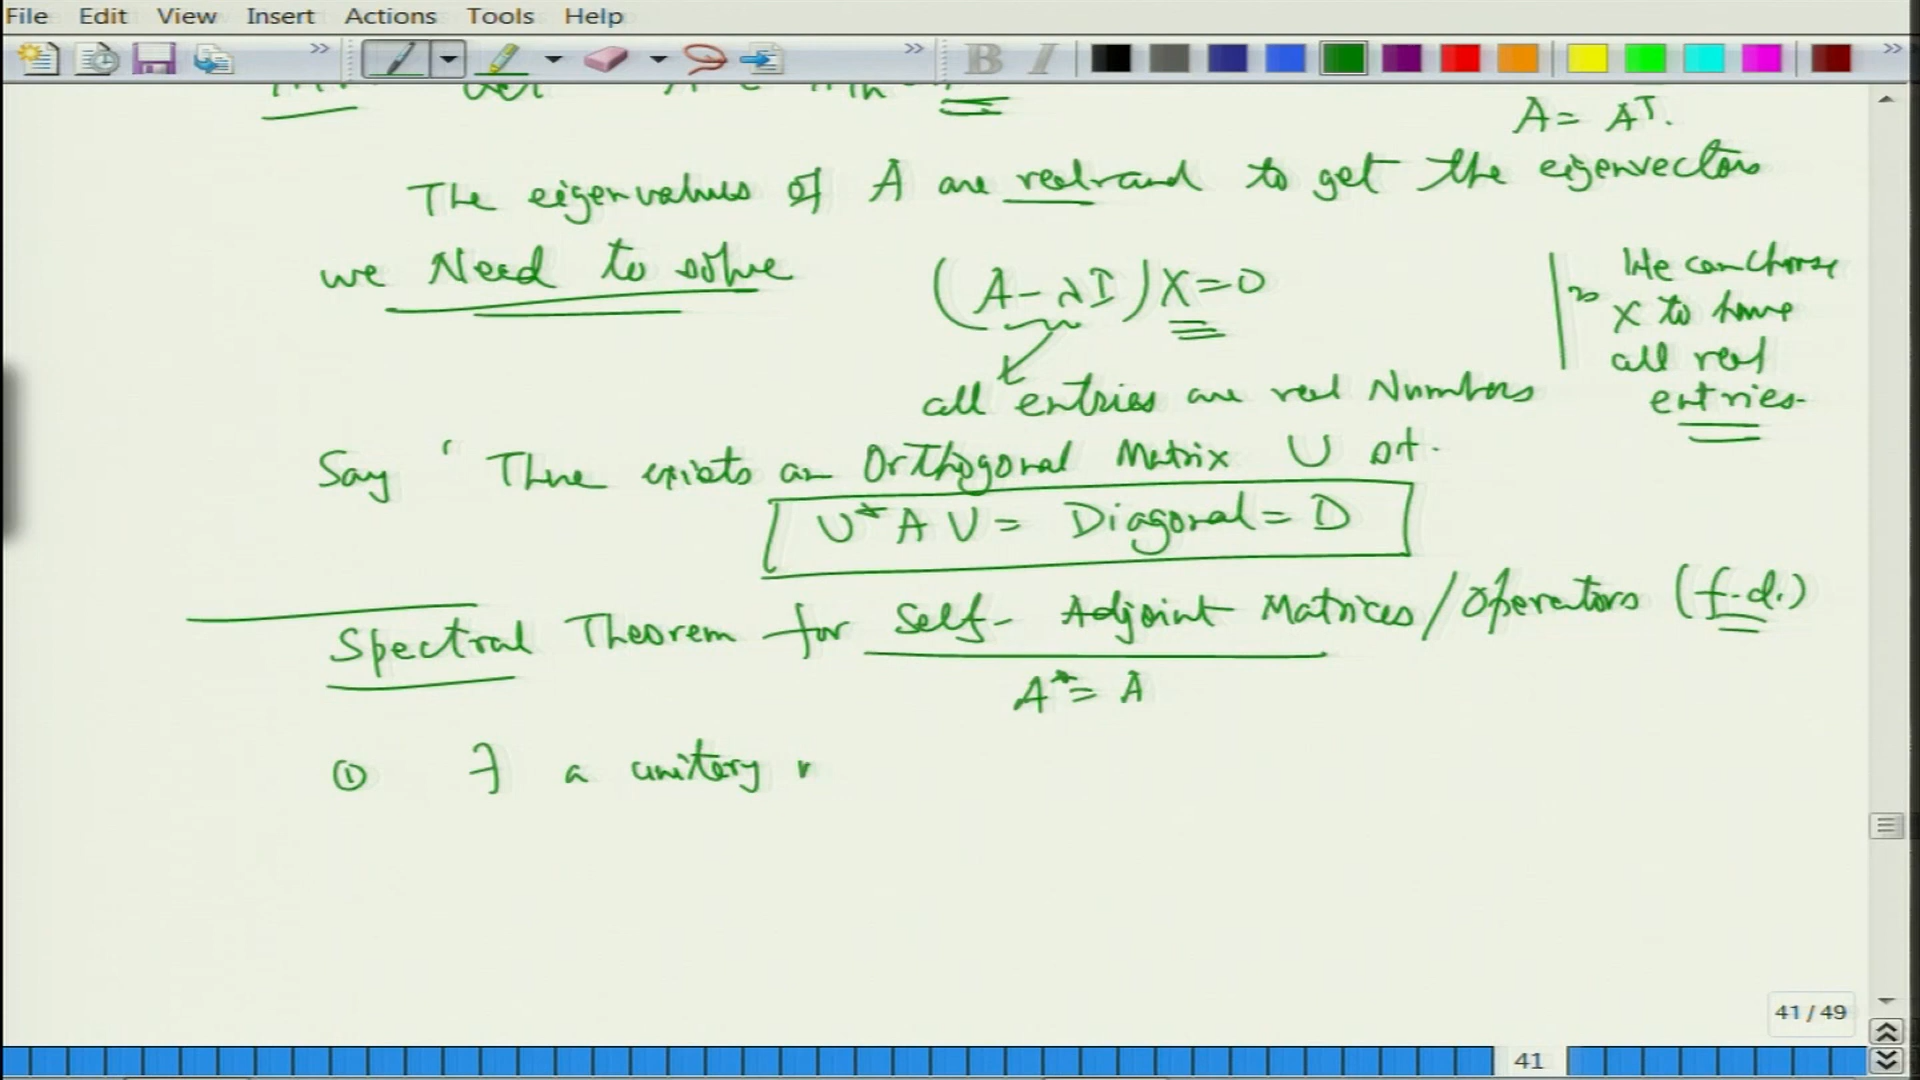 File Edit View Insert Actions Tools Help
B I
A = Aᵀ.
The eigenvalues of A are real and to get the eigenvectors
we Need to solve (A - λI)X = 0
We can choose
X to have
all real
entries.
all entries are real Numbers
Say " There exists an Orthogonal Matrix U s.t.
U* A U = Diagonal = D
Spectral Theorem for Self-Adjoint Matrices/Operators (f.d.)
A* = A
① ∃ a unitary
41 / 49
41